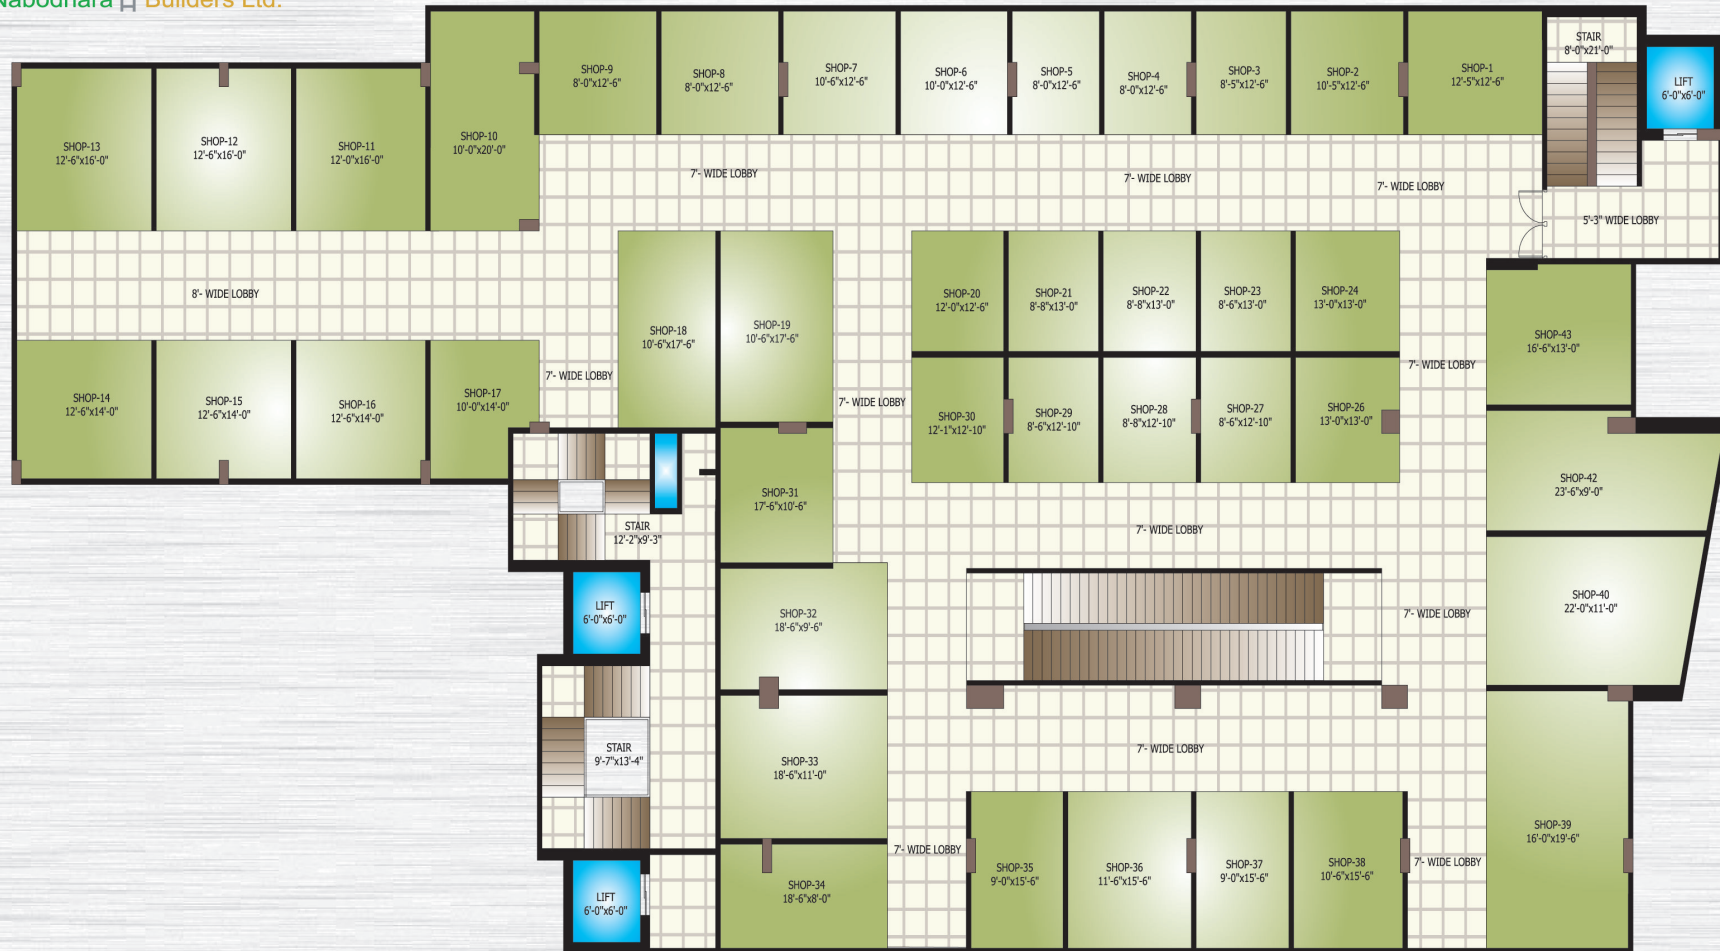 Nabodhara Builders Ltd.
SHOP-9
8'-0"x12'-6"
SHOP-8
8'-0"x12'-6"
SHOP-7
10'-6"x12'-6"
SHOP-6
10'-0"x12'-6"
SHOP-5
8'-0"x12'-6"
SHOP-4
8'-0"x12'-6"
SHOP-3
8'-5"x12'-6"
SHOP-2
10'-5"x12'-6"
SHOP-1
12'-5"x12'-6"
STAIR
8'-0"x21'-0"
LIFT
6'-0"x6'-0"
SHOP-13
12'-6"x16'-0"
SHOP-12
12'-6"x16'-0"
SHOP-11
12'-0"x16'-0"
SHOP-10
10'-0"x20'-0"
7'- WIDE LOBBY
7'- WIDE LOBBY
7'- WIDE LOBBY
5'-3" WIDE LOBBY
8'- WIDE LOBBY
SHOP-18
10'-6"x17'-6"
SHOP-19
10'-6"x17'-6"
SHOP-20
12'-0"x12'-6"
SHOP-21
8'-8"x13'-0"
SHOP-22
8'-8"x13'-0"
SHOP-23
8'-6"x13'-0"
SHOP-24
13'-0"x13'-0"
SHOP-43
16'-6"x13'-0"
7'- WIDE LOBBY
7'- WIDE LOBBY
7'- WIDE LOBBY
SHOP-14
12'-6"x14'-0"
SHOP-15
12'-6"x14'-0"
SHOP-16
12'-6"x14'-0"
SHOP-17
10'-0"x14'-0"
SHOP-30
12'-1"x12'-10"
SHOP-29
8'-6"x12'-10"
SHOP-28
8'-8"x12'-10"
SHOP-27
8'-6"x12'-10"
SHOP-26
13'-0"x13'-0"
SHOP-42
23'-6"x9'-0"
SHOP-31
17'-6"x10'-6"
STAIR
12'-2"x9'-3"
7'- WIDE LOBBY
LIFT
6'-0"x6'-0"
SHOP-32
18'-6"x9'-6"
7'- WIDE LOBBY
SHOP-40
22'-0"x11'-0"
STAIR
9'-7"x13'-4"
SHOP-33
18'-6"x11'-0"
7'- WIDE LOBBY
7'- WIDE LOBBY
SHOP-35
9'-0"x15'-6"
SHOP-36
11'-6"x15'-6"
SHOP-37
9'-0"x15'-6"
SHOP-38
10'-6"x15'-6"
7'- WIDE LOBBY
SHOP-39
16'-0"x19'-6"
LIFT
6'-0"x6'-0"
SHOP-34
18'-6"x8'-0"